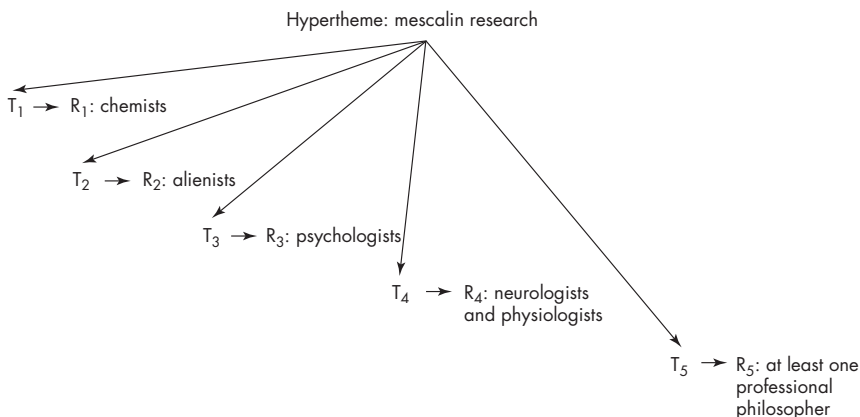 Hypertheme: mescalin research
T₁ → R₁: chemists
T₂ → R₂: alienists
T₃ → R₃: psychologists
T₄ → R₄: neurologists
and physiologists
T₅ → R₅: at least one
professional
philosopher